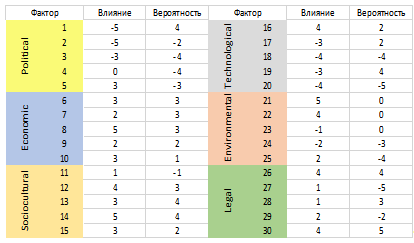 Фактор Влияние Вероятность Фактор Влияние Вероятность
Political
1 -5 4
2 -5 -2
3 -3 -4
4 0 -4
5 3 -3
Economic
6 3 3
7 2 3
8 5 3
9 2 2
10 3 1
Sociocultural
11 1 -1
12 4 3
13 3 4
14 5 4
15 3 2
Technological
16 4 2
17 -3 2
18 -4 -4
19 -3 4
20 -4 -5
Environmental
21 5 0
22 4 0
23 -1 0
24 -2 -3
25 2 -4
Legal
26 4 4
27 1 -5
28 1 3
29 2 -2
30 4 5